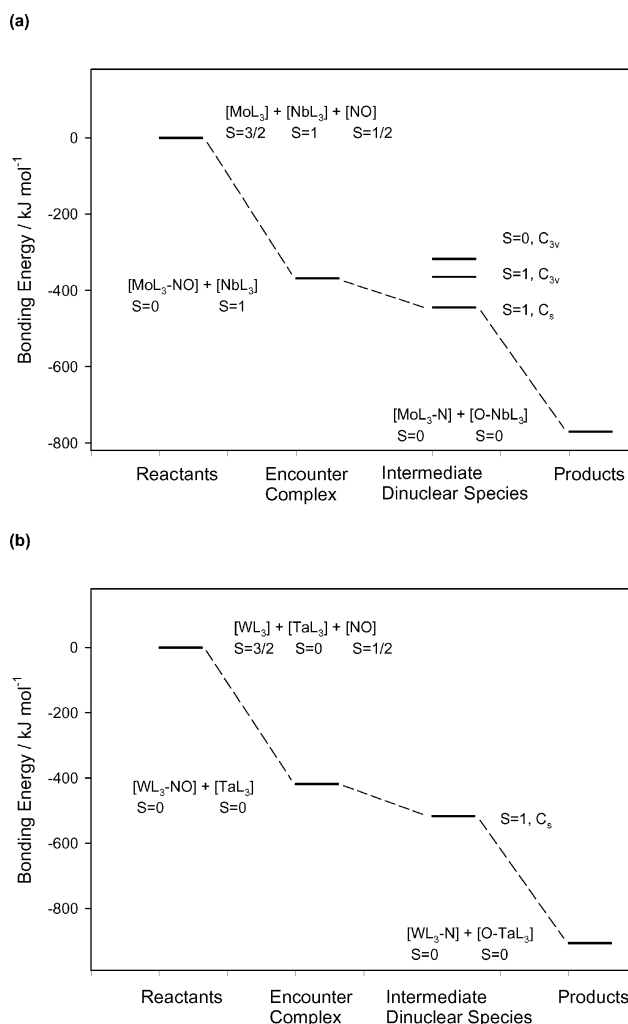 (a)
[MoL₃] + [NbL₃] + [NO]
S=3/2 S=1 S=1/2
0
-200
S=0, C₃ᵥ
[MoL₃-NO] + [NbL₃]
S=1, C₃ᵥ
S=0 S=1
-400
S=1, Cₛ
-600
[MoL₃-N] + [O-NbL₃]
S=0 S=0
-800
Bonding Energy / kJ mol⁻¹
Reactants Encounter Complex Intermediate Dinuclear Species Products
(b)
[WL₃] + [TaL₃] + [NO]
0
S=3/2 S=0 S=1/2
-200
-400
[WL₃-NO] + [TaL₃]
S=0 S=0
S=1, Cₛ
-600
-800
[WL₃-N] + [O-TaL₃]
S=0 S=0
Bonding Energy / kJ mol⁻¹
Reactants Encounter Complex Intermediate Dinuclear Species Products